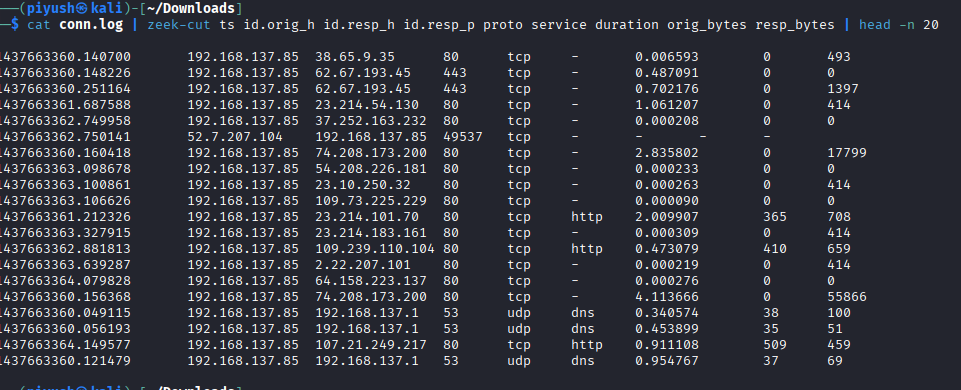 ──(piyush㉿kali)-[~/Downloads]
─$ cat conn.log | zeek-cut ts id.orig_h id.resp_h id.resp_p proto service duration orig_bytes resp_bytes | head -n 20
1437663360.140700 192.168.137.85 38.65.9.35 80 tcp - 0.006593 0 493
1437663360.148226 192.168.137.85 62.67.193.45 443 tcp - 0.487091 0 0
1437663360.251164 192.168.137.85 62.67.193.45 443 tcp - 0.702176 0 1397
1437663361.687588 192.168.137.85 23.214.54.130 80 tcp - 1.061207 0 414
1437663362.749958 192.168.137.85 37.252.163.232 80 tcp - 0.000208 0 0
1437663362.750141 52.7.207.104 192.168.137.85 49537 tcp - - - -
1437663360.160418 192.168.137.85 74.208.173.200 80 tcp - 2.835802 0 17799
1437663363.098678 192.168.137.85 54.208.226.181 80 tcp - 0.000233 0 0
1437663363.100861 192.168.137.85 23.10.250.32 80 tcp - 0.000263 0 414
1437663363.106626 192.168.137.85 109.73.225.229 80 tcp - 0.000090 0 0
1437663361.212326 192.168.137.85 23.214.101.70 80 tcp http 2.009907 365 708
1437663363.327915 192.168.137.85 23.214.183.161 80 tcp - 0.000309 0 414
1437663362.881813 192.168.137.85 109.239.110.104 80 tcp http 0.473079 410 659
1437663363.639287 192.168.137.85 2.22.207.101 80 tcp - 0.000219 0 414
1437663364.079828 192.168.137.85 64.158.223.137 80 tcp - 0.000276 0 0
1437663360.156368 192.168.137.85 74.208.173.200 80 tcp - 4.113666 0 55866
1437663360.049115 192.168.137.85 192.168.137.1 53 udp dns 0.340574 38 100
1437663360.056193 192.168.137.85 192.168.137.1 53 udp dns 0.453899 35 51
1437663364.149577 192.168.137.85 107.21.249.217 80 tcp http 0.911108 509 459
1437663360.121479 192.168.137.85 192.168.137.1 53 udp dns 0.954767 37 69
──(piyush㉿kali)-[~/Downloads]